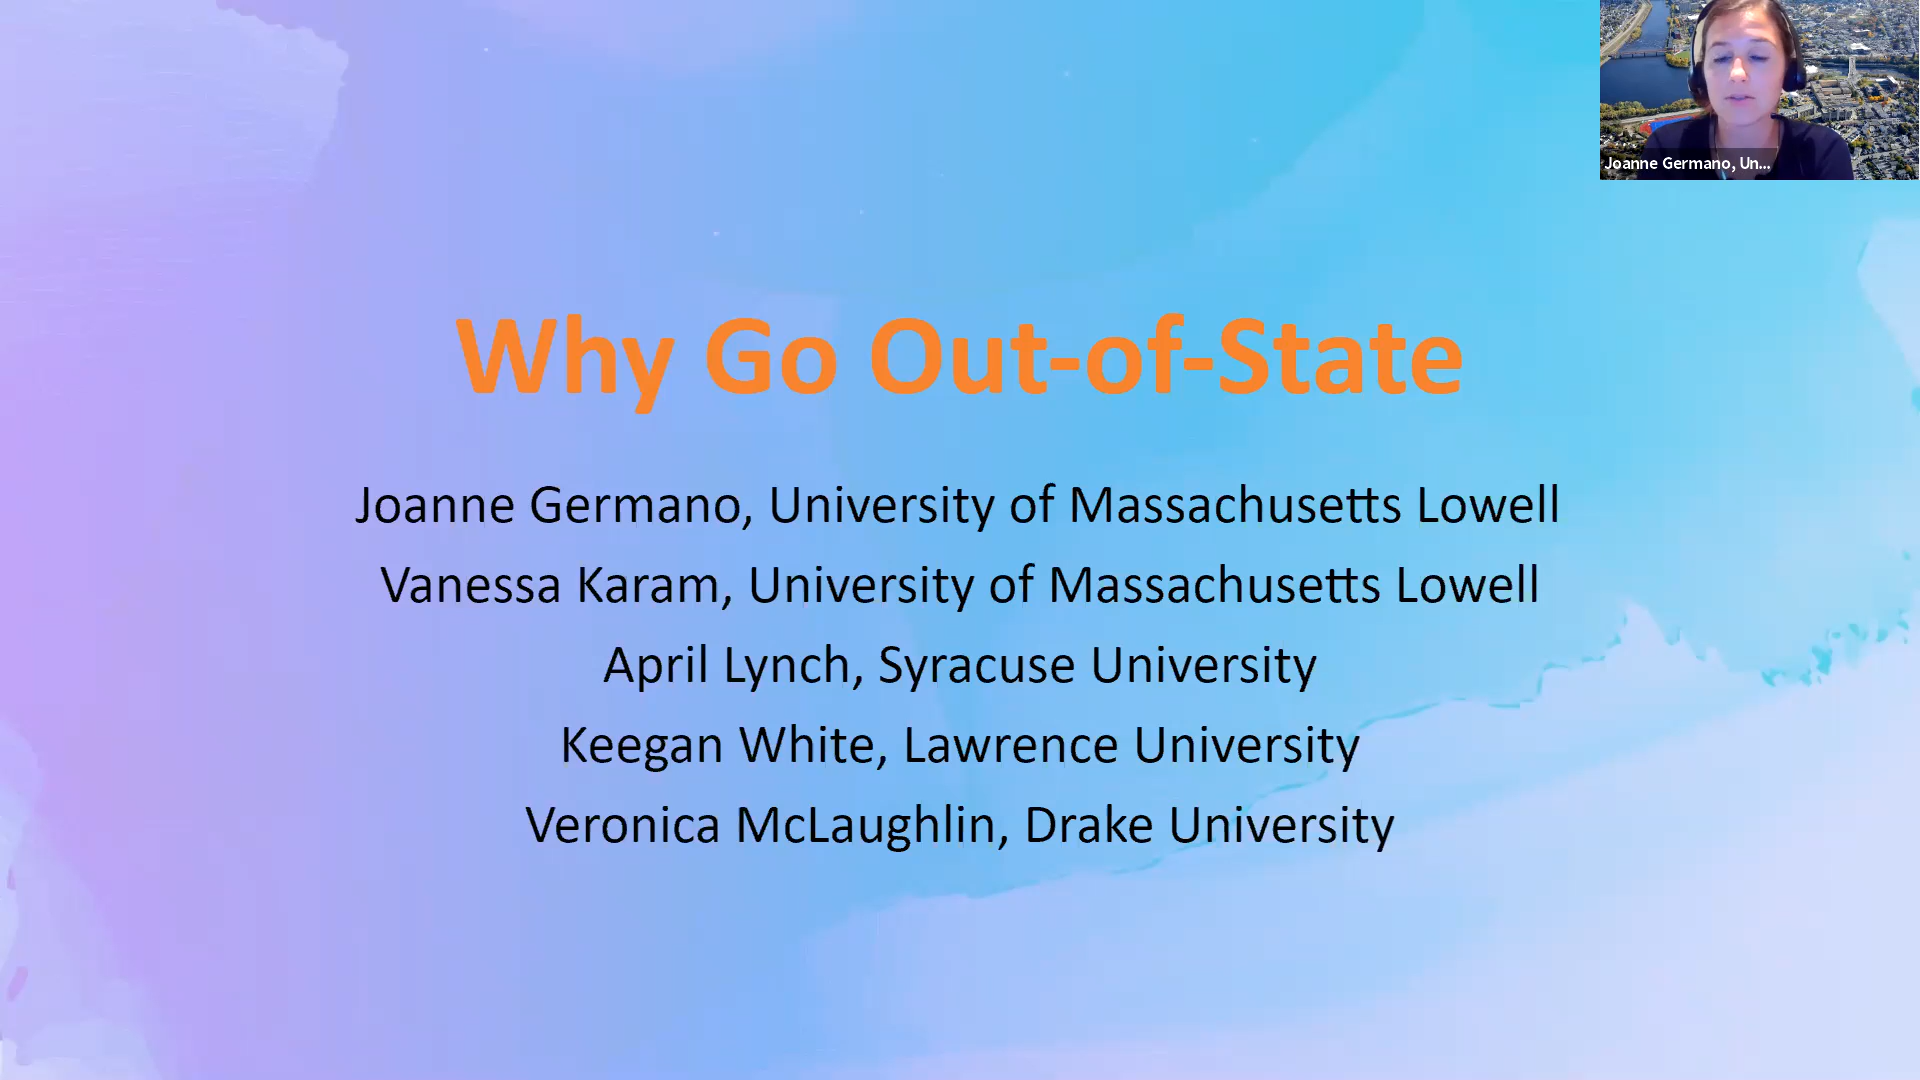 Joanne Germano, Un...
Why Go Out-of-State
Joanne Germano, University of Massachusetts Lowell
Vanessa Karam, University of Massachusetts Lowell
April Lynch, Syracuse University
Keegan White, Lawrence University
Veronica McLaughlin, Drake University